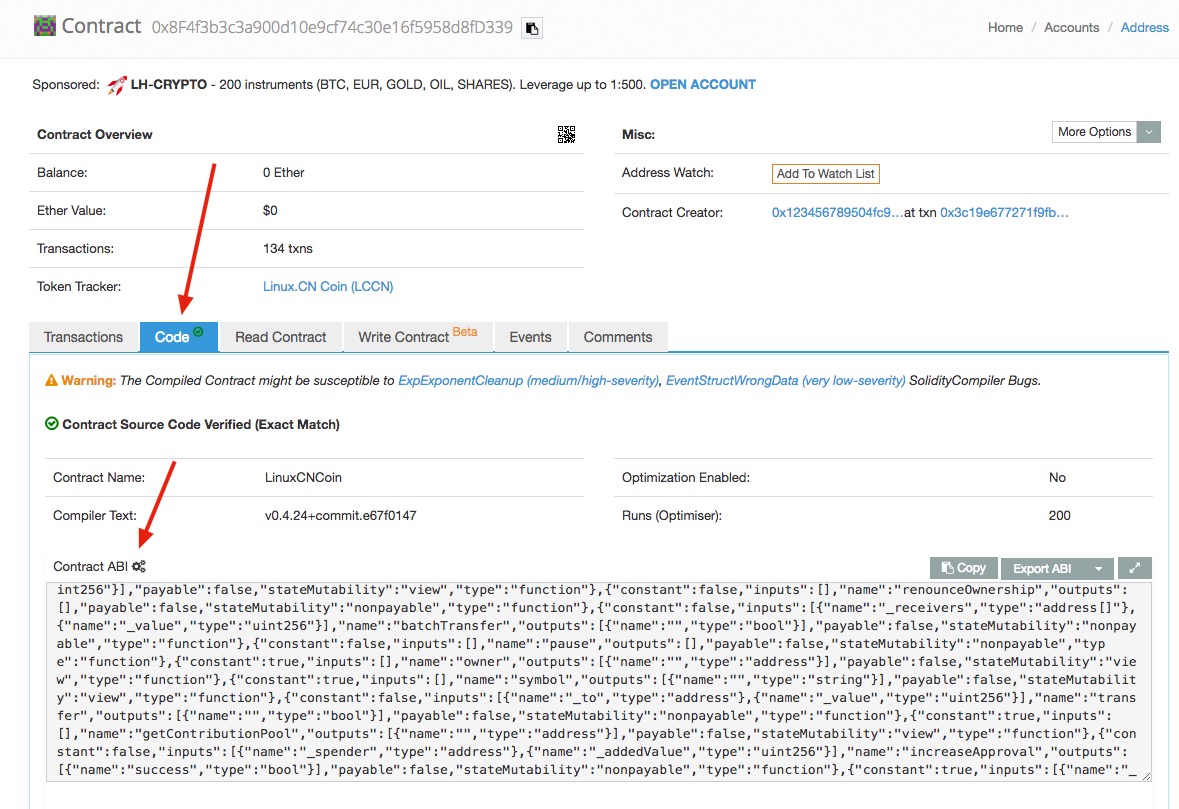 Contract 0x8F4f3b3c3a900d10e9cf74c30e16f5958d8fD339
Home / Accounts / Address
Sponsored: LH-CRYPTO - 200 instruments (BTC, EUR, GOLD, OIL, SHARES). Leverage up to 1:500. OPEN ACCOUNT
Contract Overview
Balance: 0 Ether
Ether Value: $0
Transactions: 134 txns
Token Tracker: Linux.CN Coin (LCCN)
Misc:
More Options
Address Watch: Add To Watch List
Contract Creator: 0x123456789504fc9...at txn 0x3c19e677271f9fb...
Transactions Code Read Contract Write Contract Beta Events Comments
Warning: The Compiled Contract might be susceptible to ExpExponentCleanup (medium/high-severity), EventStructWrongData (very low-severity) SolidityCompiler Bugs.
Contract Source Code Verified (Exact Match)
Contract Name: LinuxCNCoin
Compiler Text: v0.4.24+commit.e67f0147
Optimization Enabled: No
Runs (Optimiser): 200
Contract ABI
Copy Export ABI
int256"}],"payable":false,"stateMutability":"view","type":"function"},{"constant":false,"inputs":[],"name":"renounceOwnership","outputs":
[],"payable":false,"stateMutability":"nonpayable","type":"function"},{"constant":false,"inputs":[{"name":"_receivers","type":"address[]"},
{"name":"_value","type":"uint256"}],"name":"batchTransfer","outputs":[{"name":"","type":"bool"}],"payable":false,"stateMutability":"nonpay
able","type":"function"},{"constant":false,"inputs":[],"name":"pause","outputs":[],"payable":false,"stateMutability":"nonpayable","typ
e":"function"},{"constant":true,"inputs":[],"name":"owner","outputs":[{"name":"","type":"address"}],"payable":false,"stateMutability":"vie
w","type":"function"},{"constant":true,"inputs":[],"name":"symbol","outputs":[{"name":"","type":"string"}],"payable":false,"stateMutabilit
y":"view","type":"function"},{"constant":false,"inputs":[{"name":"_to","type":"address"},{"name":"_value","type":"uint256"}],"name":"trans
fer","outputs":[{"name":"","type":"bool"}],"payable":false,"stateMutability":"nonpayable","type":"function"},{"constant":true,"inputs":
[],"name":"getContributionPool","outputs":[{"name":"","type":"address"}],"payable":false,"stateMutability":"view","type":"function"},{"con
stant":false,"inputs":[{"name":"_spender","type":"address"},{"name":"_addedValue","type":"uint256"}],"name":"increaseApproval","outputs":
[{"name":"success","type":"bool"}],"payable":false,"stateMutability":"nonpayable","type":"function"},{"constant":true,"inputs":[{"name":"_